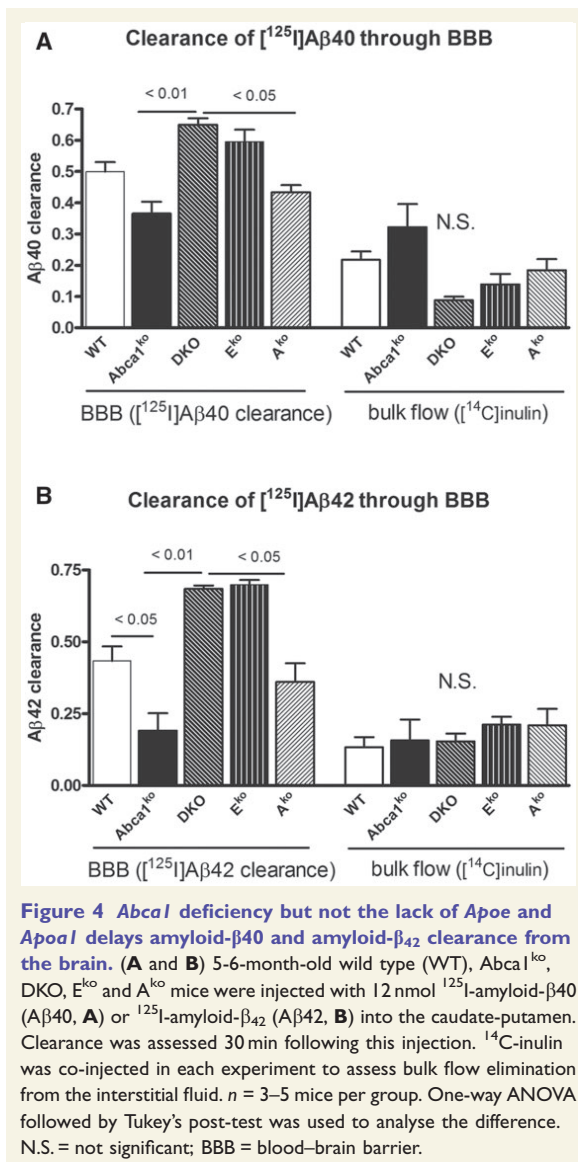 A
Clearance of [125I]Aβ40 through BBB
< 0.01
< 0.05
0.7
0.6
0.5
0.4
0.3
0.2
0.1
0.0
Aβ40 clearance
N.S.
WT
Abca1ko
DKO
Eko
Ako
WT
Abca1ko
DKO
Eko
Ako
BBB ([125I]Aβ40 clearance)
bulk flow ([14C]inulin)
B
Clearance of [125I]Aβ42 through BBB
< 0.01
< 0.05
< 0.05
0.75
0.50
0.25
0.00
Aβ42 clearance
N.S.
WT
Abca1ko
DKO
Eko
Ako
WT
Abca1ko
DKO
Eko
Ako
BBB ([125I]Aβ42 clearance)
bulk flow ([14C]inulin)
Figure 4 Abca1 deficiency but not the lack of Apoe and
Apoa1 delays amyloid-β40 and amyloid-β42 clearance from
the brain. (A and B) 5-6-month-old wild type (WT), Abca1ko,
DKO, Eko and Ako mice were injected with 12 nmol 125I-amyloid-β40
(Aβ40, A) or 125I-amyloid-β42 (Aβ42, B) into the caudate-putamen.
Clearance was assessed 30 min following this injection. 14C-inulin
was co-injected in each experiment to assess bulk flow elimination
from the interstitial fluid. n = 3–5 mice per group. One-way ANOVA
followed by Tukey's post-test was used to analyse the difference.
N.S. = not significant; BBB = blood–brain barrier.